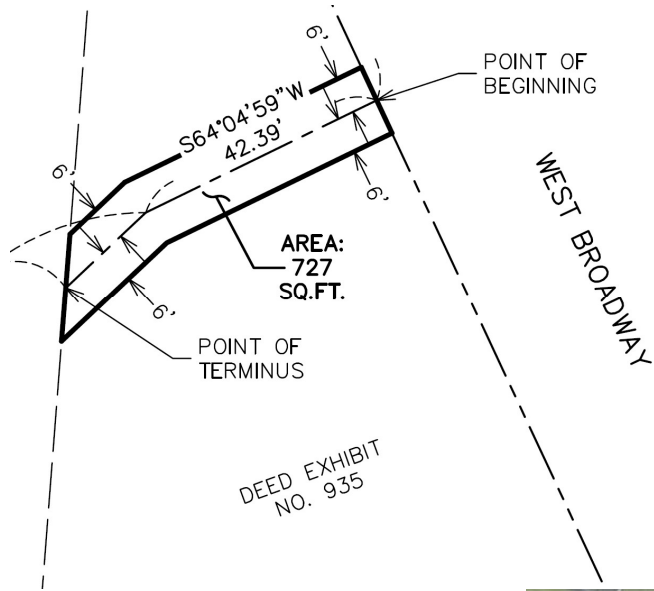 6'
POINT OF
BEGINNING
S64°04'59"W
42.39'
6'
6'
WEST BROADWAY
AREA:
727
SQ.FT.
6'
POINT OF
TERMINUS
DEED EXHIBIT
NO. 935